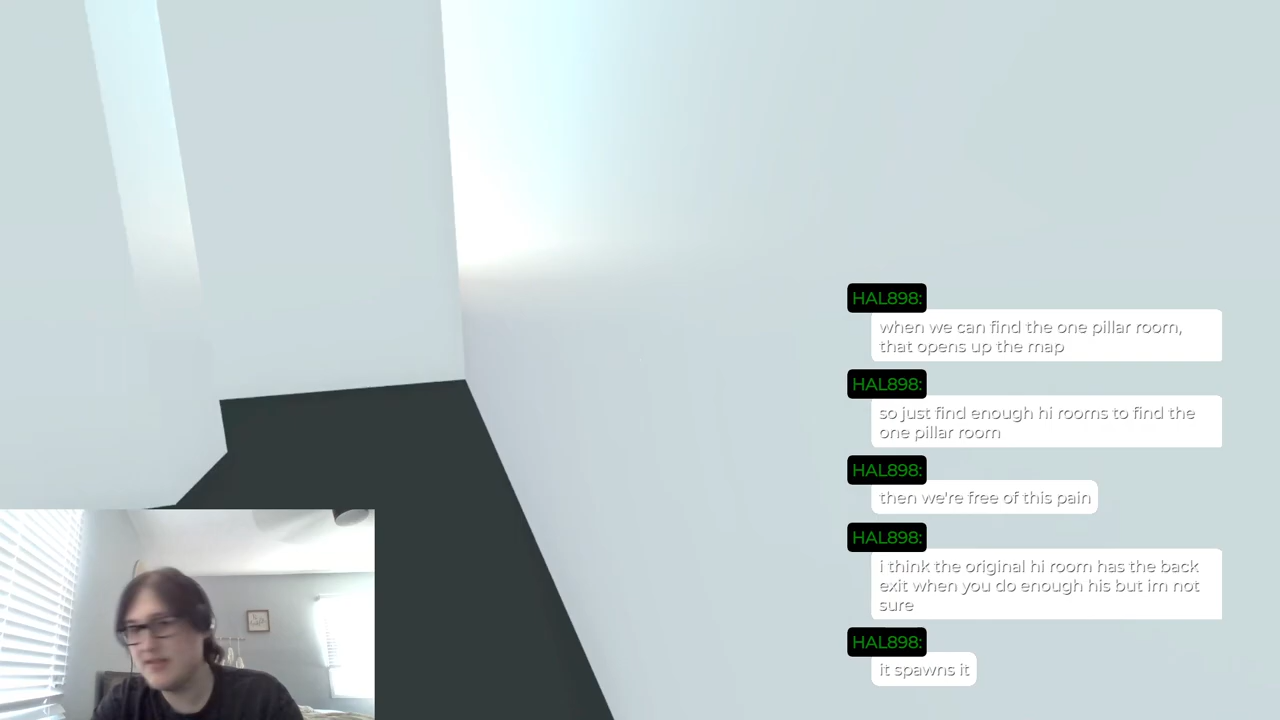 HAL898:
when we can find the one pillar room,
that opens up the map
HAL898:
so just find enough hi rooms to find the
one pillar room
HAL898:
then we're free of this pain
HAL898:
i think the original hi room has the back
exit when you do enough his but im not
sure
HAL898:
it spawns it